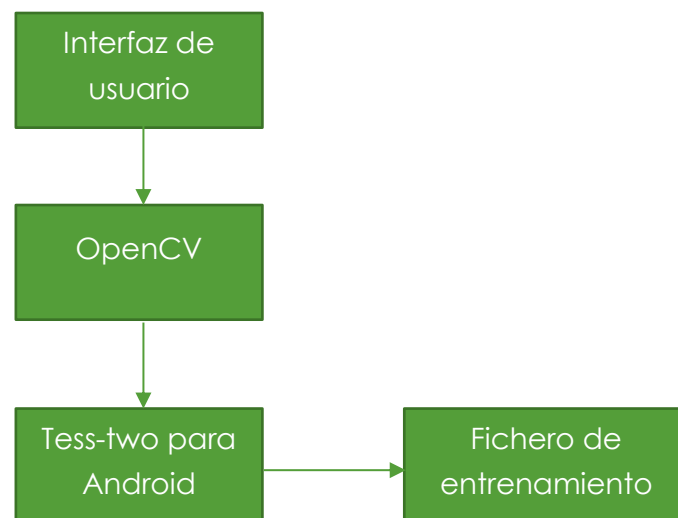 Interfaz de
usuario
OpenCV
Tess-two para
Android
Fichero de
entrenamiento